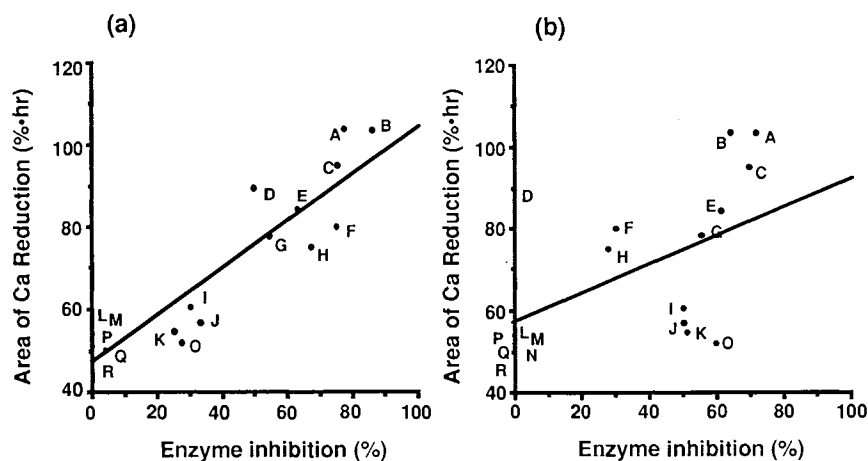 (a)
Area of Ca Reduction (%•hr)
120
100
80
60
40
A
B
C
D
E
F
G
H
I
J
K
O
L
M
P
Q
R
0
20
40
60
80
100
Enzyme inhibition (%)
(b)
Area of Ca Reduction (%•hr)
120
100
80
60
40
B
A
C
D
E
F
C
H
I
J
K
O
L
M
P
Q
N
R
0
20
40
60
80
100
Enzyme inhibition (%)